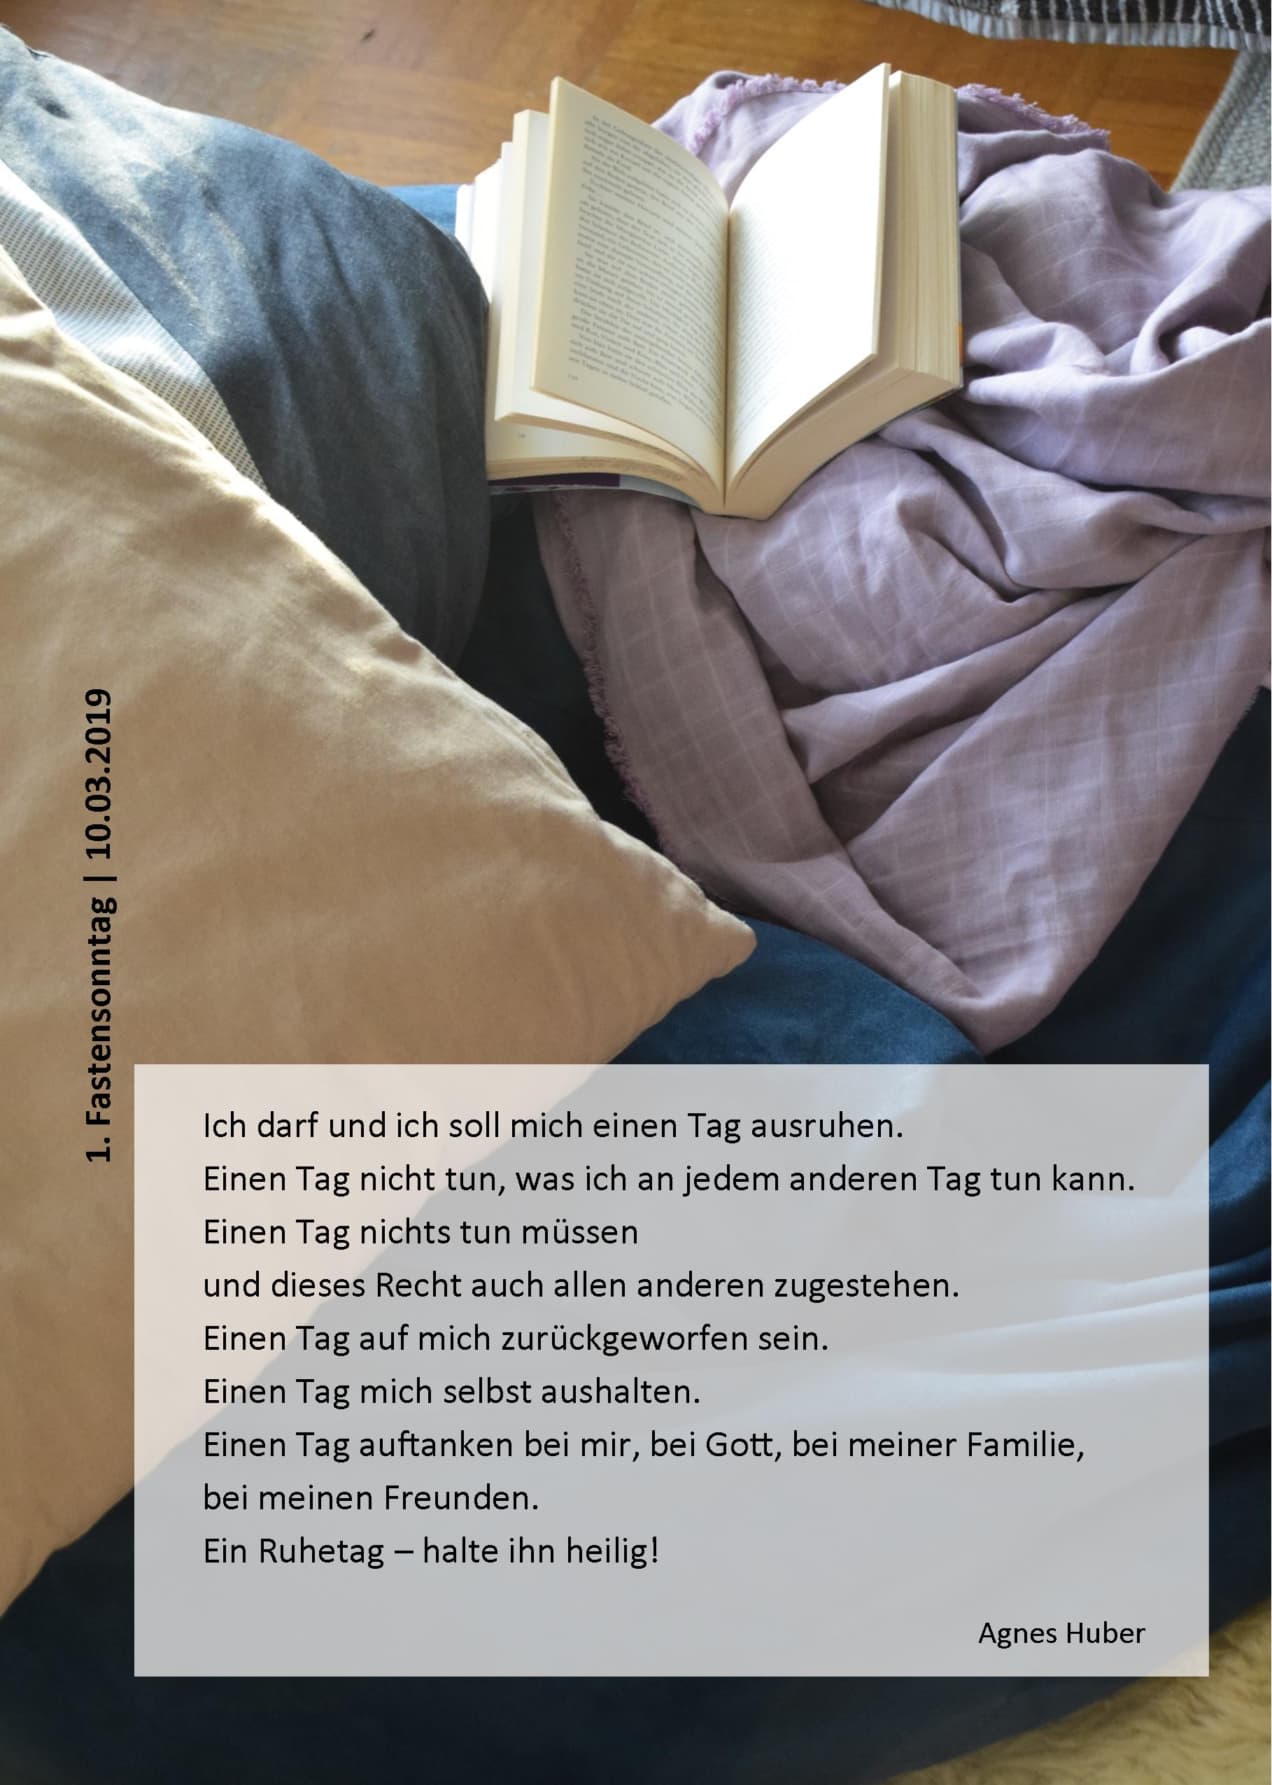 1. Fastensonntag | 10.03.2019
Ich darf und ich soll mich einen Tag ausruhen.
Einen Tag nicht tun, was ich an jedem anderen Tag tun kann.
Einen Tag nichts tun müssen
und dieses Recht auch allen anderen zugestehen.
Einen Tag auf mich zurückgeworfen sein.
Einen Tag mich selbst aushalten.
Einen Tag auftanken bei mir, bei Gott, bei meiner Familie,
bei meinen Freunden.
Ein Ruhetag – halte ihn heilig!
Agnes Huber